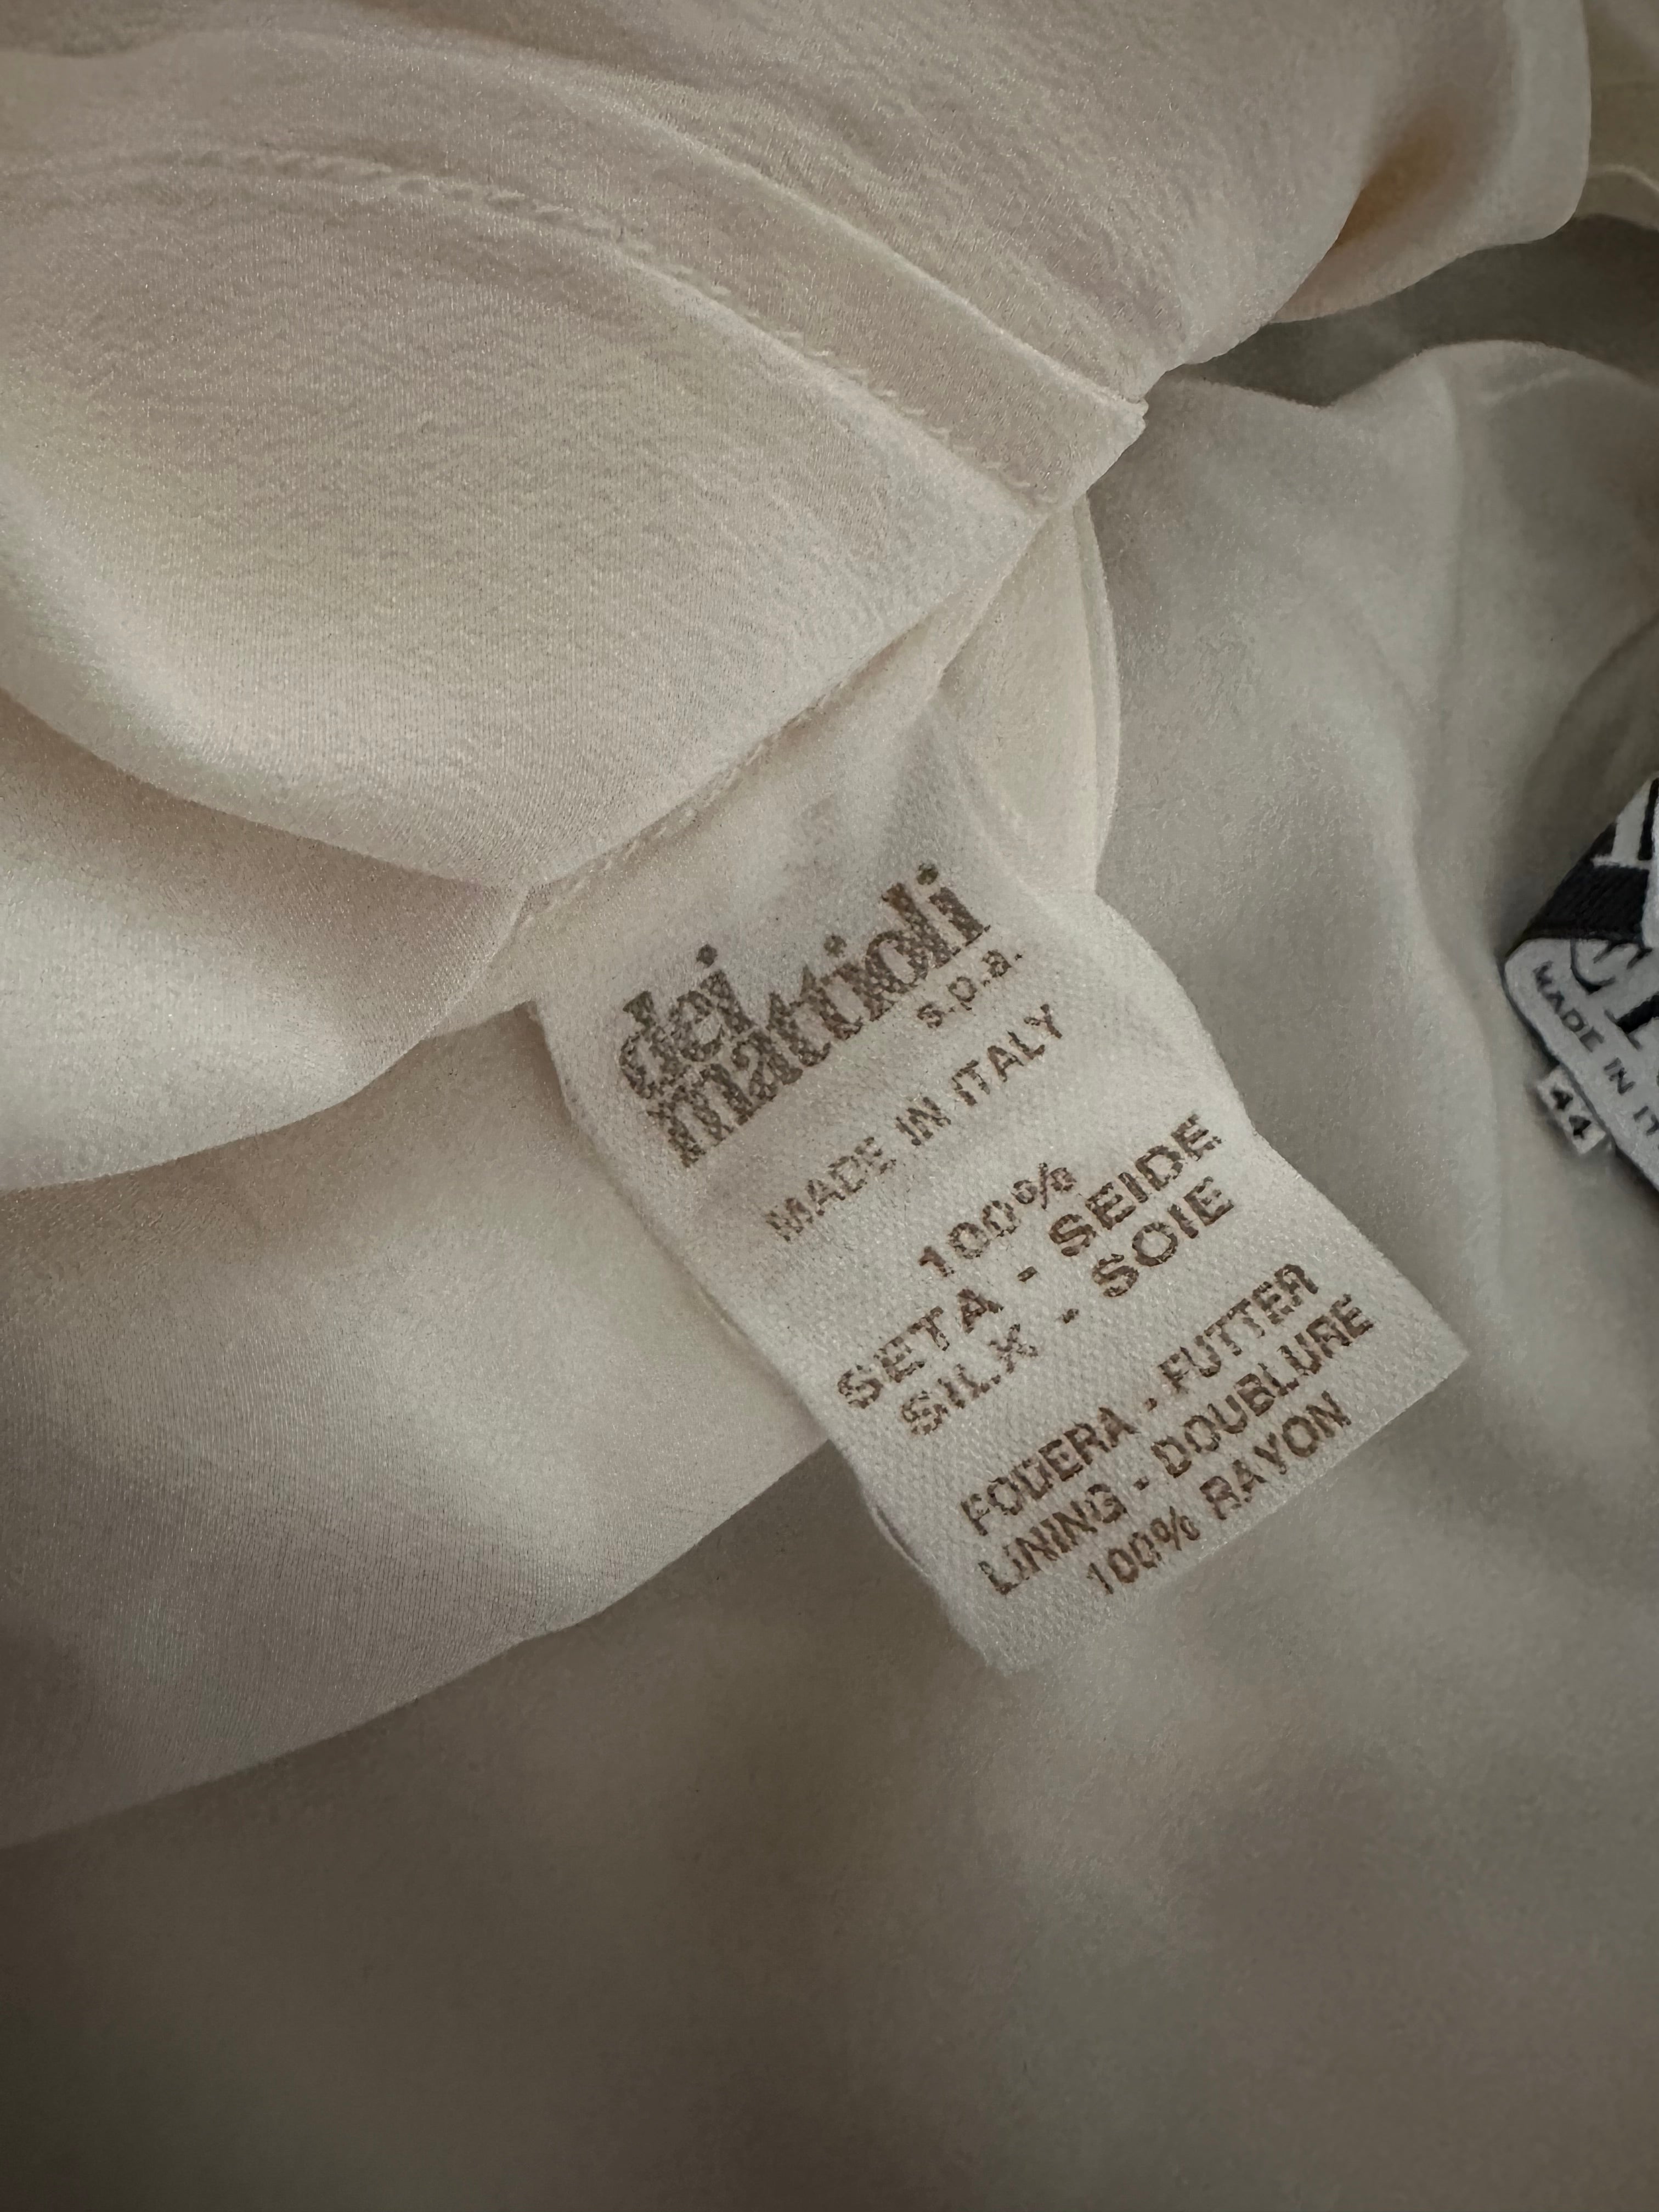 dei
mattioli
s.p.a.
MADE IN ITALY
100%
SETA - SEIDE
SILX - SOIE
FODERA - FUTTER
LINING - DOUBLURE
100% RAYON
MADE IN IT
44